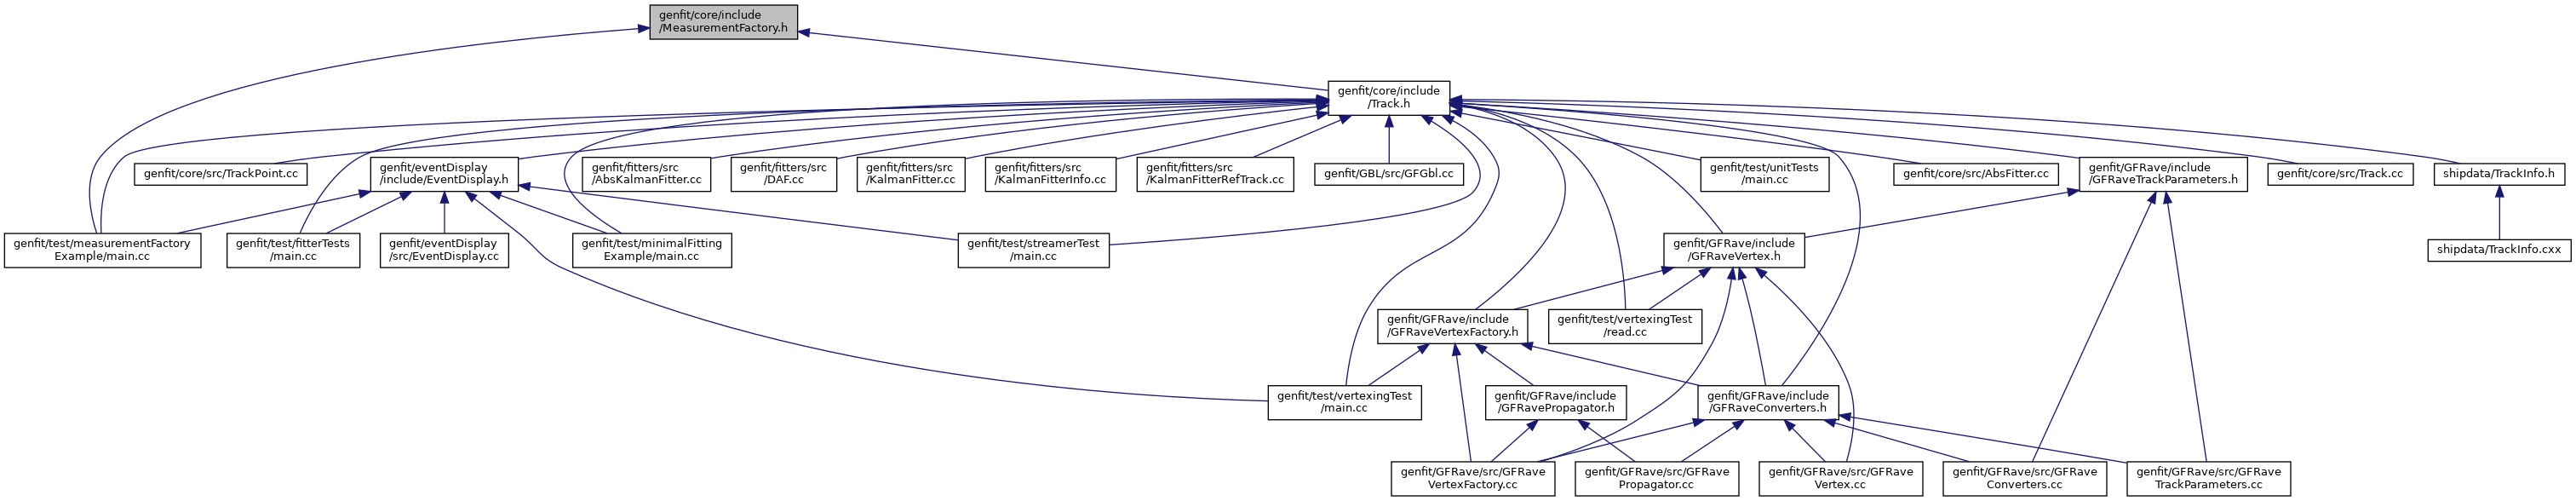 genfit/core/include
/MeasurementFactory.h
genfit/core/include
/Track.h
genfit/core/src/TrackPoint.cc
genfit/eventDisplay
/include/EventDisplay.h
genfit/fitters/src
/AbsKalmanFitter.cc
genfit/fitters/src
/DAF.cc
genfit/fitters/src
/KalmanFitter.cc
genfit/fitters/src
/KalmanFitterInfo.cc
genfit/fitters/src
/KalmanFitterRefTrack.cc
genfit/GBL/src/GFGbl.cc
genfit/test/unitTests
/main.cc
genfit/core/src/AbsFitter.cc
genfit/GFRave/include
/GFRaveTrackParameters.h
genfit/core/src/Track.cc
shipdata/TrackInfo.h
genfit/test/measurementFactory
Example/main.cc
genfit/test/fitterTests
/main.cc
genfit/eventDisplay
/src/EventDisplay.cc
genfit/test/minimalFitting
Example/main.cc
genfit/test/streamerTest
/main.cc
genfit/GFRave/include
/GFRaveVertex.h
shipdata/TrackInfo.cxx
genfit/GFRave/include
/GFRaveVertexFactory.h
genfit/test/vertexingTest
/read.cc
genfit/test/vertexingTest
/main.cc
genfit/GFRave/include
/GFRavePropagator.h
genfit/GFRave/include
/GFRaveConverters.h
genfit/GFRave/src/GFRave
VertexFactory.cc
genfit/GFRave/src/GFRave
Propagator.cc
genfit/GFRave/src/GFRave
Vertex.cc
genfit/GFRave/src/GFRave
Converters.cc
genfit/GFRave/src/GFRave
TrackParameters.cc